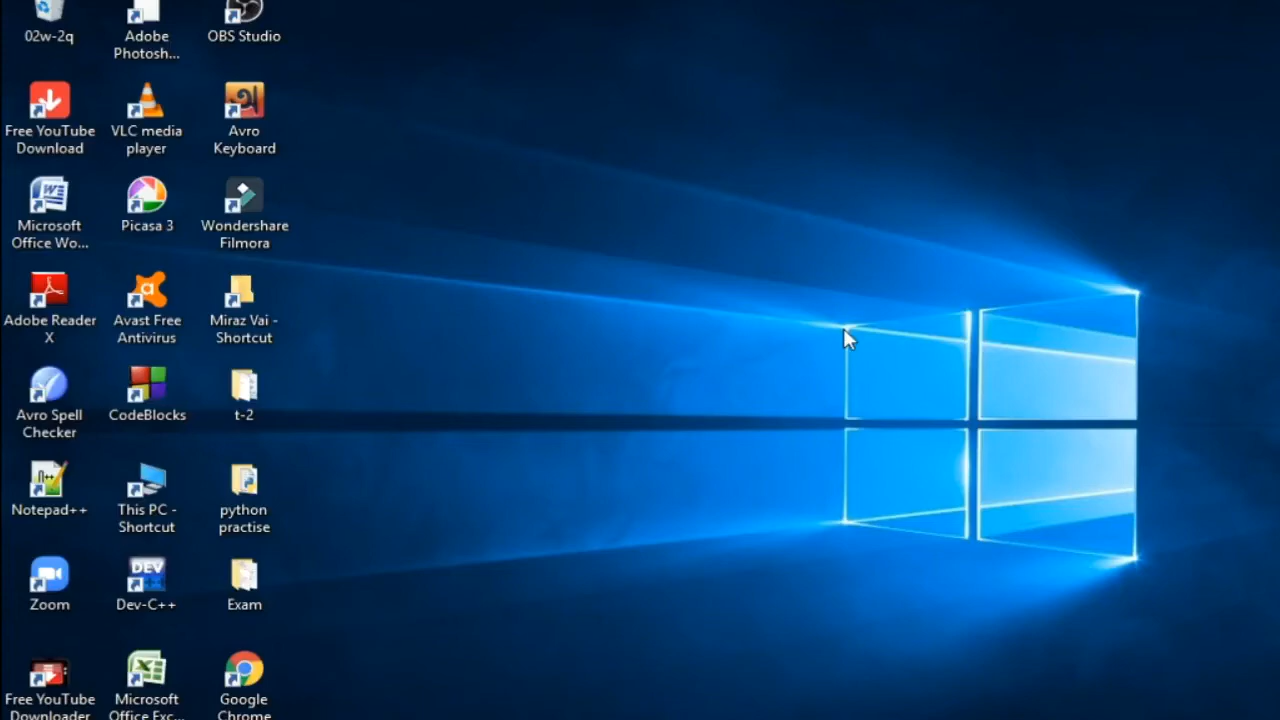 02w-2q
Adobe
Photosh...
OBS Studio
Free YouTube
Download
VLC media
player
Avro
Keyboard
Microsoft
Office Wo...
Picasa 3
Wondershare
Filmora
Adobe Reader
X
Avast Free
Antivirus
Miraz Vai -
Shortcut
Avro Spell
Checker
CodeBlocks
t-2
Notepad++
This PC -
Shortcut
python
practise
Zoom
DEV
Dev-C++
Exam
Free YouTube
Downloader
Microsoft
Office Exc...
Google
Chrome